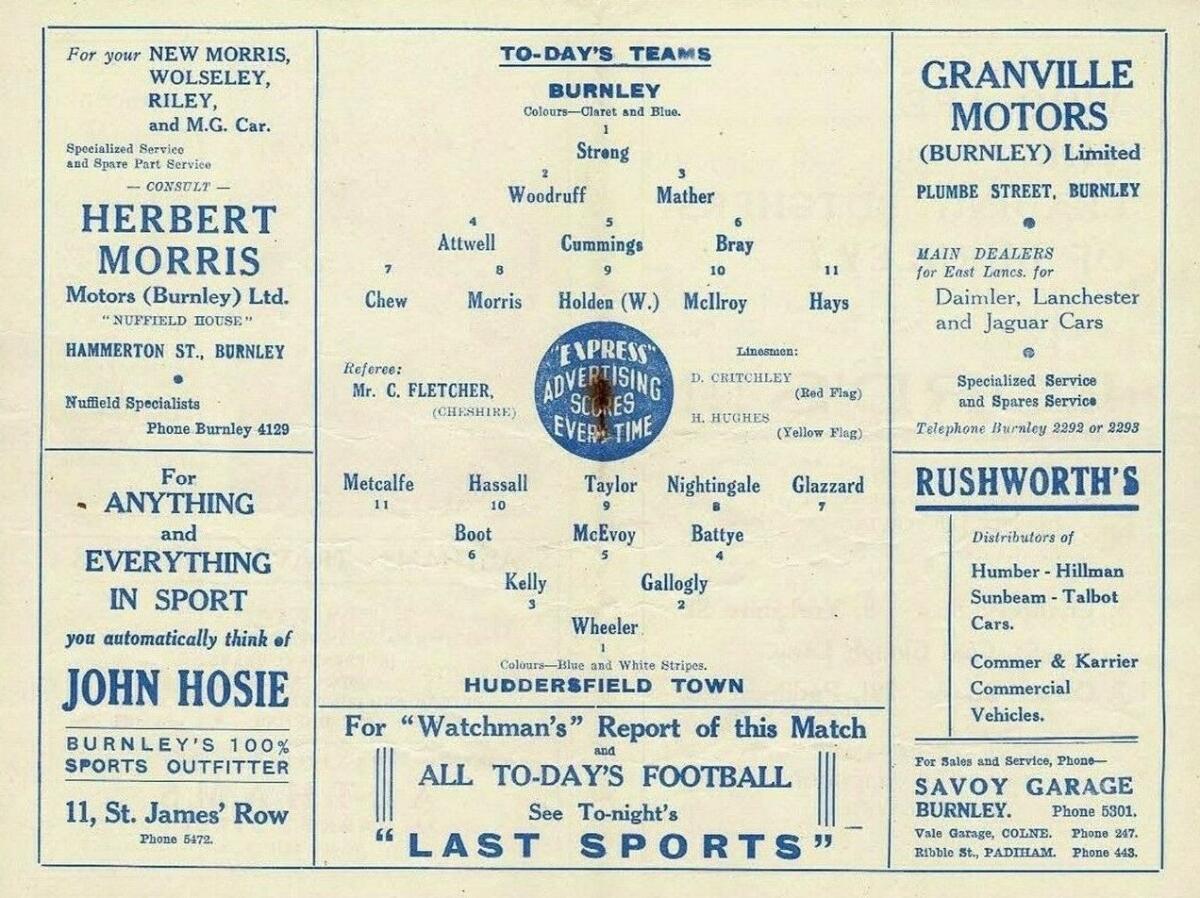 For your NEW MORRIS,
WOLSELEY,
RILEY,
and M.G. Car.
Specialized Service
and Spare Part Service
— CONSULT —
HERBERT
MORRIS
Motors (Burnley) Ltd.
"NUFFIELD HOUSE"
HAMMERTON ST., BURNLEY
Nuffield Specialists
Phone Burnley 4129
For
ANYTHING
and
EVERYTHING
IN SPORT
you automatically think of
JOHN HOSIE
BURNLEY'S 100%
SPORTS OUTFITTER
11, St. James' Row
Phone 5472.
TO-DAY'S TEAMS
BURNLEY
Colours—Claret and Blue.
1
Strong
2 3
Woodruff Mather
4 5 6
Attwell Cummings Bray
7 8 9 10 11
Chew Morris Holden (W.) McIlroy Hays
Referee:
Mr. C. FLETCHER,
(CHESHIRE)
"EXPRESS"
ADVERTISING
SCORES
EVERY TIME
Linesmen:
D. CRITCHLEY
(Red Flag)
H. HUGHES
(Yellow Flag)
Metcalfe Hassall Taylor Nightingale Glazzard
11 10 9 8 7
Boot McEvoy Battye
6 5 4
Kelly Gallogly
3 2
Wheeler
1
Colours—Blue and White Stripes.
HUDDERSFIELD TOWN
For "Watchman's" Report of this Match
and
ALL TO-DAY'S FOOTBALL
See To-night's
"LAST SPORTS"
GRANVILLE
MOTORS
(BURNLEY) Limited
PLUMBE STREET, BURNLEY
MAIN DEALERS
for East Lancs. for
Daimler, Lanchester
and Jaguar Cars
Specialized Service
and Spares Service
Telephone Burnley 2292 or 2293
RUSHWORTH'S
Distributors of
Humber - Hillman
Sunbeam - Talbot
Cars.
Commer & Karrier
Commercial
Vehicles.
For Sales and Service, Phone—
SAVOY GARAGE
BURNLEY. Phone 5301.
Vale Garage, COLNE. Phone 247.
Ribble St., PADIHAM. Phone 443.